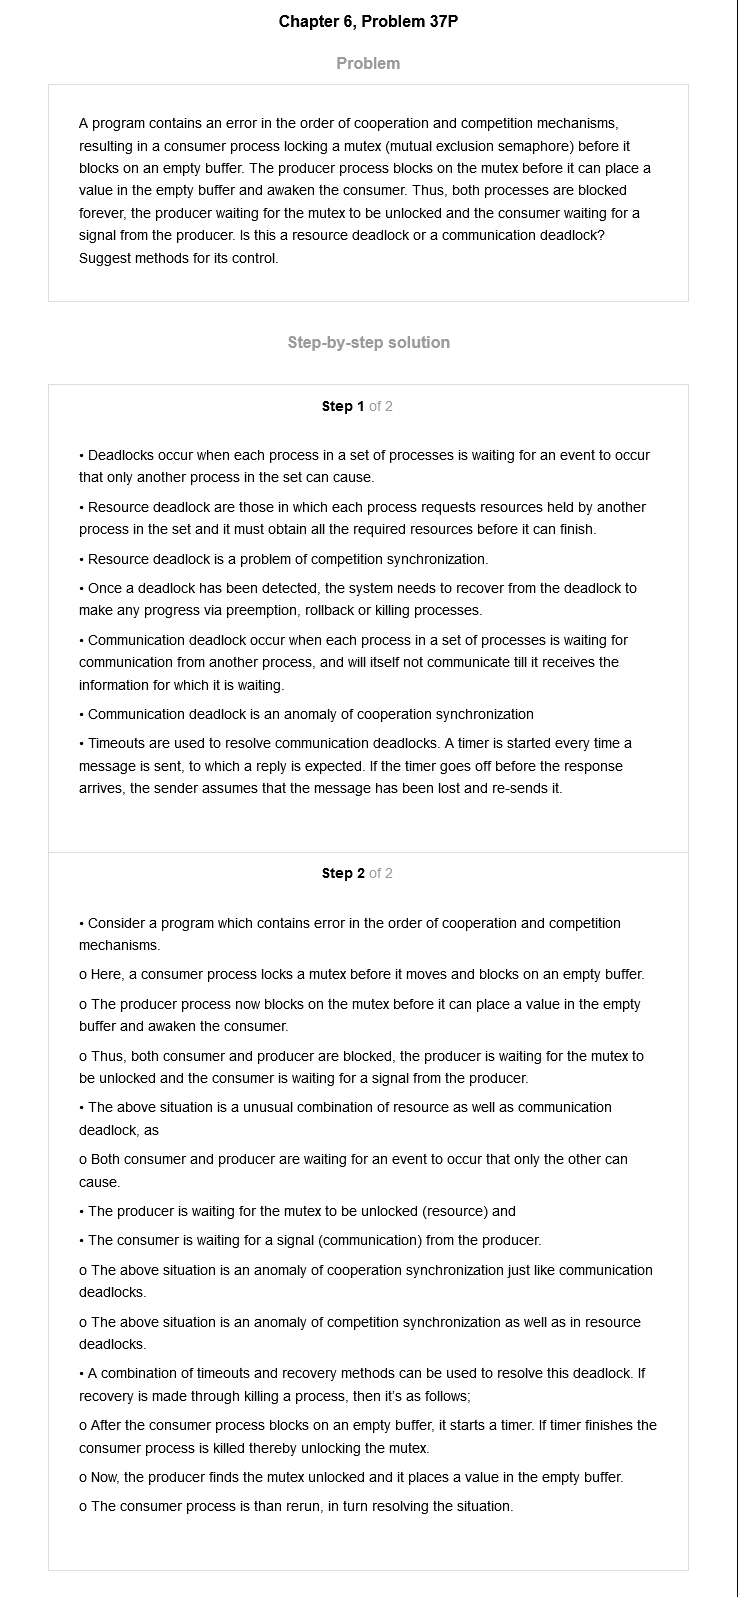 Chapter 6, Problem 37P
Problem
A program contains an error in the order of cooperation and competition mechanisms,
resulting in a consumer process locking a mutex (mutual exclusion semaphore) before it
blocks on an empty buffer. The producer process blocks on the mutex before it can place a
value in the empty buffer and awaken the consumer. Thus, both processes are blocked
forever, the producer waiting for the mutex to be unlocked and the consumer waiting for a
signal from the producer. Is this a resource deadlock or a communication deadlock?
Suggest methods for its control.
Step-by-step solution
Step 1 of 2
• Deadlocks occur when each process in a set of processes is waiting for an event to occur
that only another process in the set can cause.
• Resource deadlock are those in which each process requests resources held by another
process in the set and it must obtain all the required resources before it can finish.
• Resource deadlock is a problem of competition synchronization.
• Once a deadlock has been detected, the system needs to recover from the deadlock to
make any progress via preemption, rollback or killing processes.
• Communication deadlock occur when each process in a set of processes is waiting for
communication from another process, and will itself not communicate till it receives the
information for which it is waiting.
• Communication deadlock is an anomaly of cooperation synchronization
• Timeouts are used to resolve communication deadlocks. A timer is started every time a
message is sent, to which a reply is expected. If the timer goes off before the response
arrives, the sender assumes that the message has been lost and re-sends it.
Step 2 of 2
• Consider a program which contains error in the order of cooperation and competition
mechanisms.
o Here, a consumer process locks a mutex before it moves and blocks on an empty buffer.
o The producer process now blocks on the mutex before it can place a value in the empty
buffer and awaken the consumer.
o Thus, both consumer and producer are blocked, the producer is waiting for the mutex to
be unlocked and the consumer is waiting for a signal from the producer.
• The above situation is a unusual combination of resource as well as communication
deadlock, as
o Both consumer and producer are waiting for an event to occur that only the other can
cause.
• The producer is waiting for the mutex to be unlocked (resource) and
• The consumer is waiting for a signal (communication) from the producer.
o The above situation is an anomaly of cooperation synchronization just like communication
deadlocks.
o The above situation is an anomaly of competition synchronization as well as in resource
deadlocks.
• A combination of timeouts and recovery methods can be used to resolve this deadlock. If
recovery is made through killing a process, then it's as follows;
o After the consumer process blocks on an empty buffer, it starts a timer. If timer finishes the
consumer process is killed thereby unlocking the mutex.
o Now, the producer finds the mutex unlocked and it places a value in the empty buffer.
o The consumer process is than rerun, in turn resolving the situation.